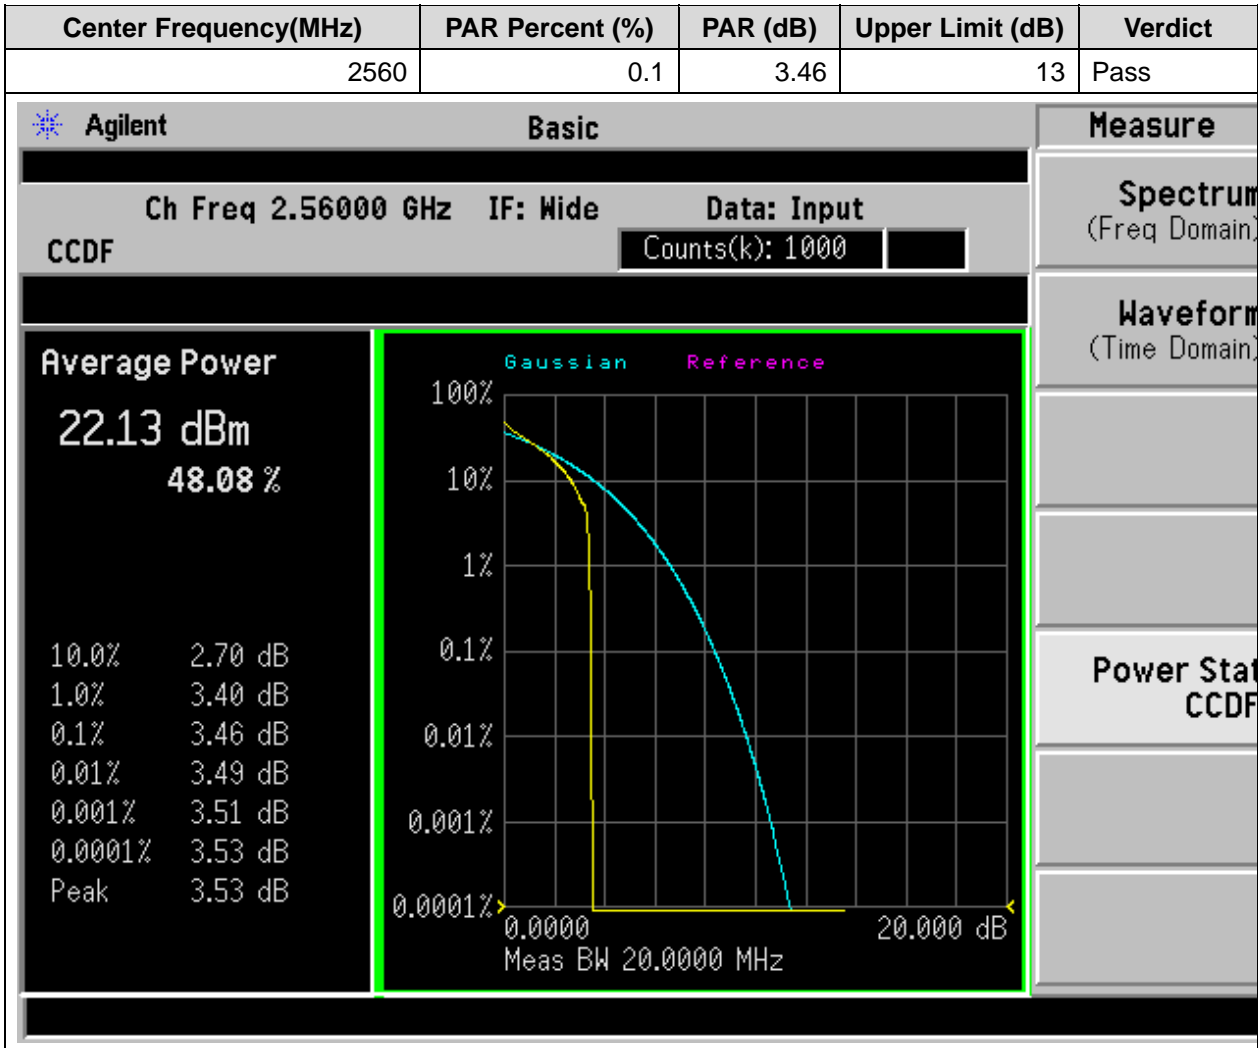 Center Frequency(MHz) PAR Percent (%) PAR (dB) Upper Limit (dB) Verdict
2560 0.1 3.46 13 Pass
Agilent Basic Measure
Ch Freq 2.56000 GHz IF: Wide Data: Input
CCDF Counts(k): 1000
Average Power
22.13 dBm
48.08 %
10.0% 2.70 dB
1.0% 3.40 dB
0.1% 3.46 dB
0.01% 3.49 dB
0.001% 3.51 dB
0.0001% 3.53 dB
Peak 3.53 dB
Gaussian Reference
100%
10%
1%
0.1%
0.01%
0.001%
0.0001%
0.0000 20.000 dB
Meas BW 20.0000 MHz
Spectrum
(Freq Domain)
Waveform
(Time Domain)
Power Stat
CCDF